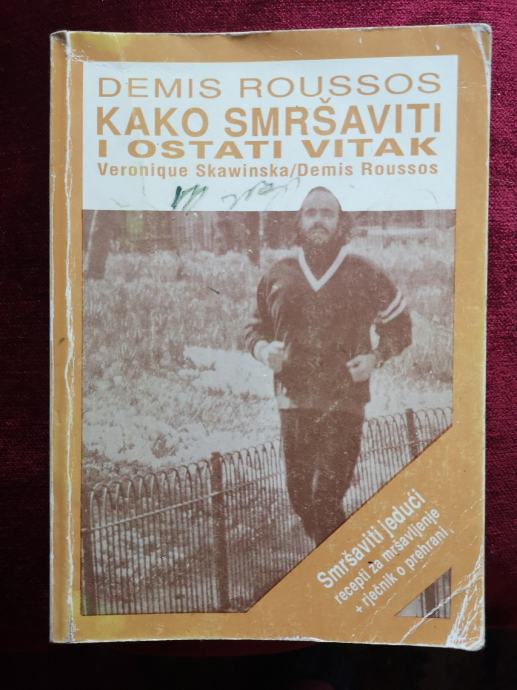 DEMIS ROUSSOS
KAKO SMRŠAVITI
I OSTATI VITAK
Veronique Skawinska/Demis Roussos
Smršaviti jedući
recepti za mršavljenje
+ rječnik o prehrani